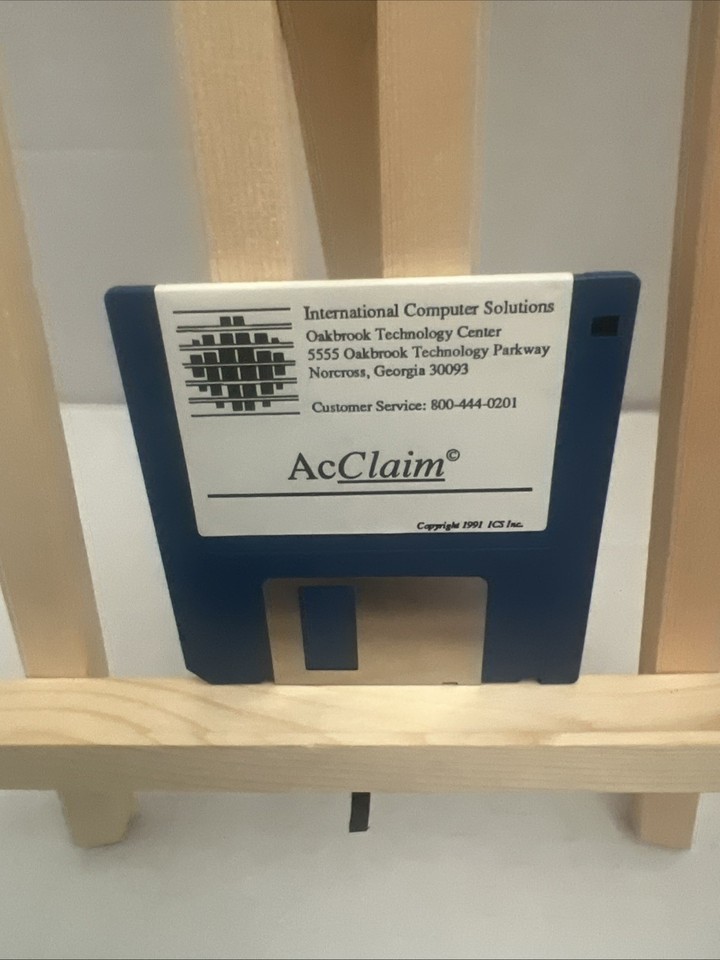 International Computer Solutions
Oakbrook Technology Center
5555 Oakbrook Technology Parkway
Norcross, Georgia 30093
Customer Service: 800-444-0201
AcClaim©
Copyright 1991 ICS Inc.